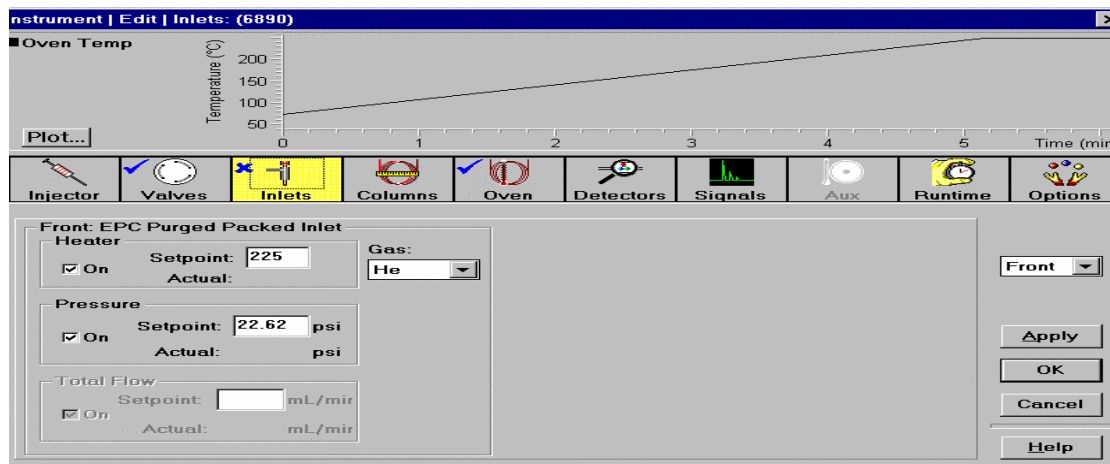 nstrument | Edit | Inlets: (6890)
Oven Temp
Temperature (°C)
200
150
100
50
Plot...
0 1 2 3 4 5 Time (min
Injector Valves Inlets Columns Oven Detectors Signals Aux Runtime Options
Front: EPC Purged Packed Inlet
Heater
On Setpoint: 225
Actual:
Gas:
He
Pressure
On Setpoint: 22.62 psi
Actual: psi
Total Flow
On Setpoint: mL/mir
Actual: mL/mir
Front
Apply
OK
Cancel
Help